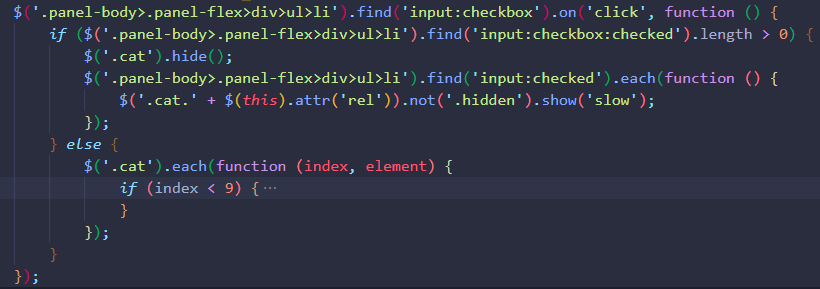 $('.panel-body>.panel-flex>div>ul>li').find('input:checkbox').on('click', function () {
    if ($('.panel-body>.panel-flex>div>ul>li').find('input:checkbox:checked').length > 0) {
        $('.cat').hide();
        $('.panel-body>.panel-flex>div>ul>li').find('input:checked').each(function () {
            $('.cat.' + $(this).attr('rel')).not('.hidden').show('slow');
        });
    } else {
        $('.cat').each(function (index, element) {
            if (index < 9) {···
            }
        });
    }
});